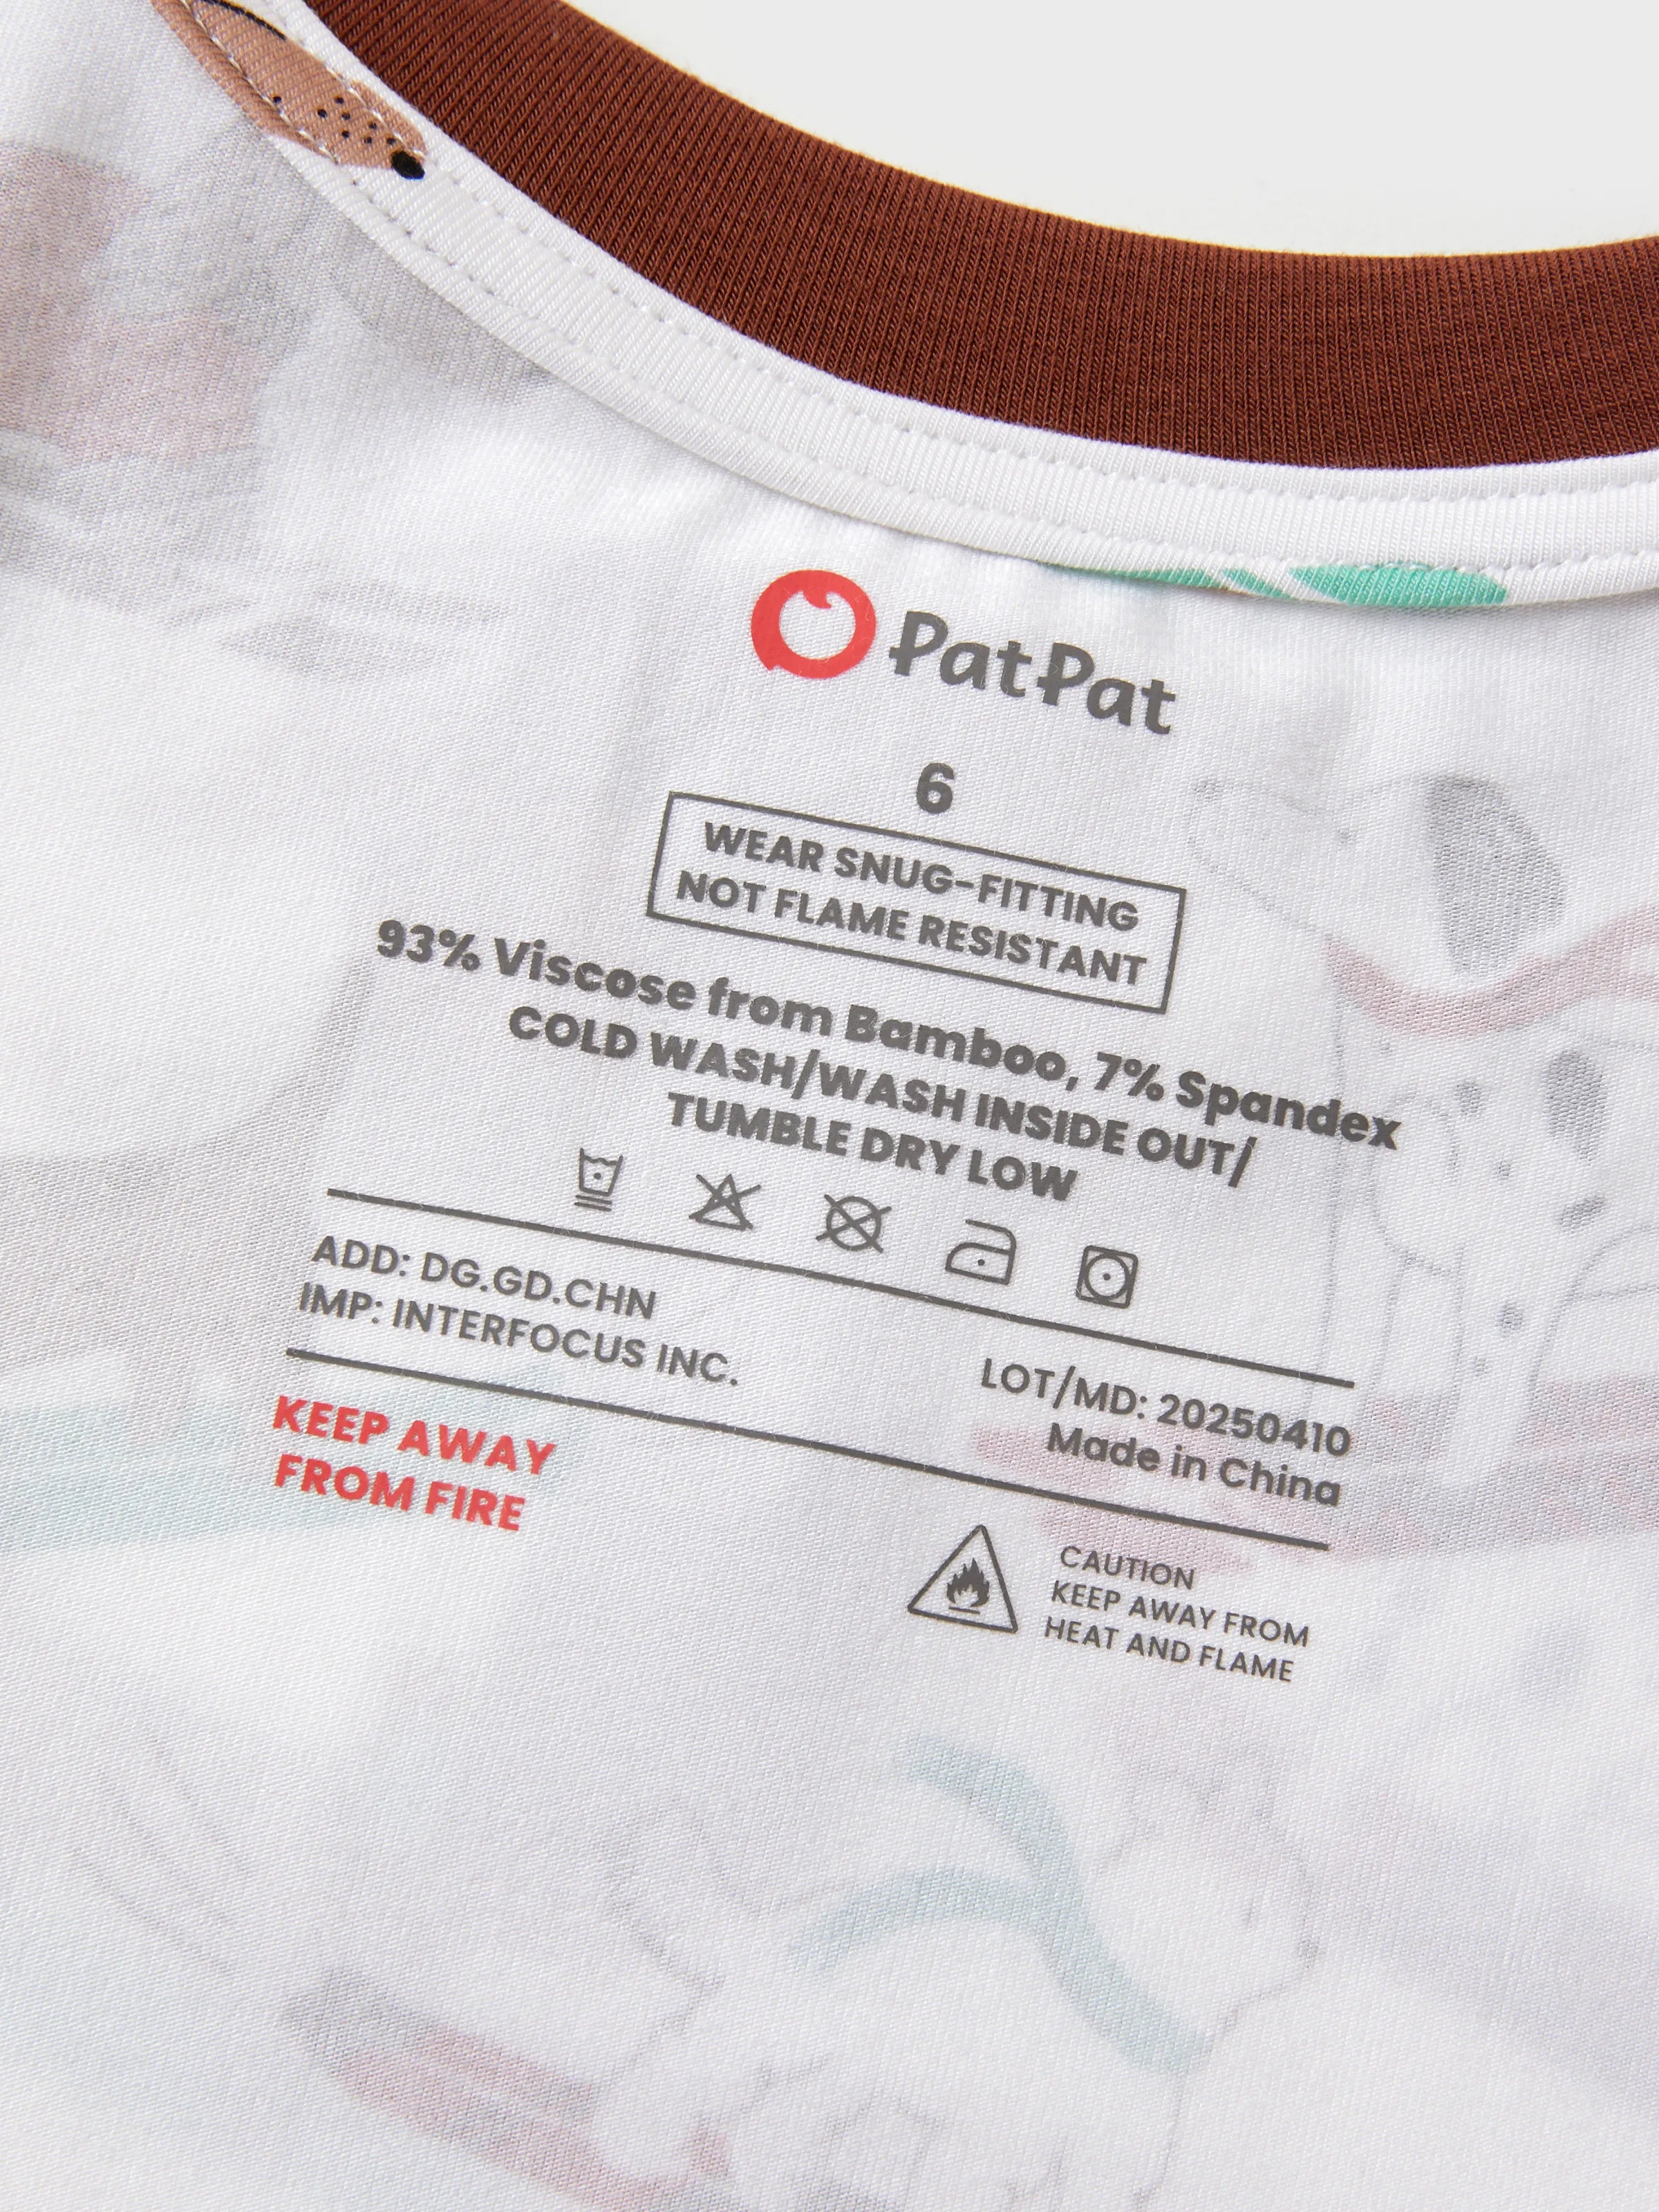 PatPat
6
WEAR SNUG-FITTING
NOT FLAME RESISTANT
93% Viscose from Bamboo, 7% Spandex
COLD WASH/WASH INSIDE OUT/
TUMBLE DRY LOW
ADD: DG.GD.CHN
IMP: INTERFOCUS INC.
LOT/MD: 20250410
Made in China
KEEP AWAY
FROM FIRE
CAUTION
KEEP AWAY FROM
HEAT AND FLAME